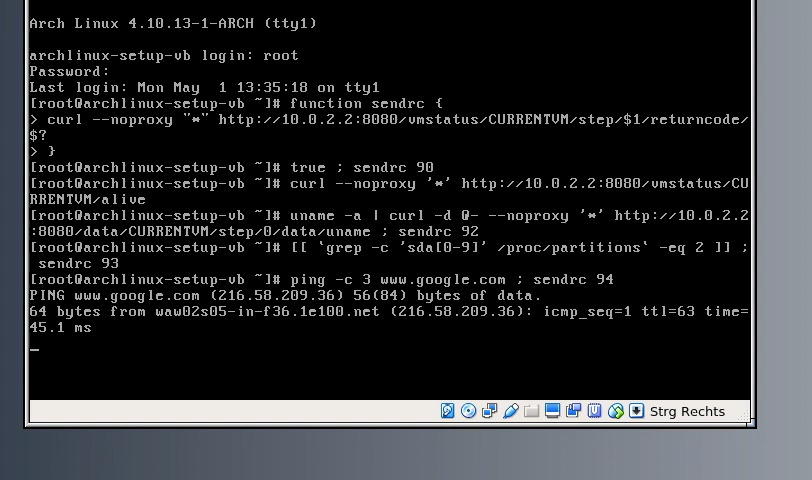 Arch Linux 4.10.13-1-ARCH (tty1)
archlinux-setup-vb login: root
Password:
Last login: Mon May  1 13:35:18 on tty1
[root@archlinux-setup-vb ~]# function sendrc {
> curl --noproxy "*" http://10.0.2.2:8080/vmstatus/CURRENTVM/step/$1/returncode/
$?
> }
[root@archlinux-setup-vb ~]# true ; sendrc 90
[root@archlinux-setup-vb ~]# curl --noproxy '*' http://10.0.2.2:8080/vmstatus/CU
RRENTVM/alive
[root@archlinux-setup-vb ~]# uname -a | curl -d @- --noproxy '*' http://10.0.2.2
:8080/data/CURRENTVM/step/0/data/uname ; sendrc 92
[root@archlinux-setup-vb ~]# [[ `grep -c 'sda[0-9]' /proc/partitions` -eq 2 ]] ;
 sendrc 93
[root@archlinux-setup-vb ~]# ping -c 3 www.google.com ; sendrc 94
PING www.google.com (216.58.209.36) 56(84) bytes of data.
64 bytes from waw02s05-in-f36.1e100.net (216.58.209.36): icmp_seq=1 ttl=63 time=
45.1 ms
Strg Rechts